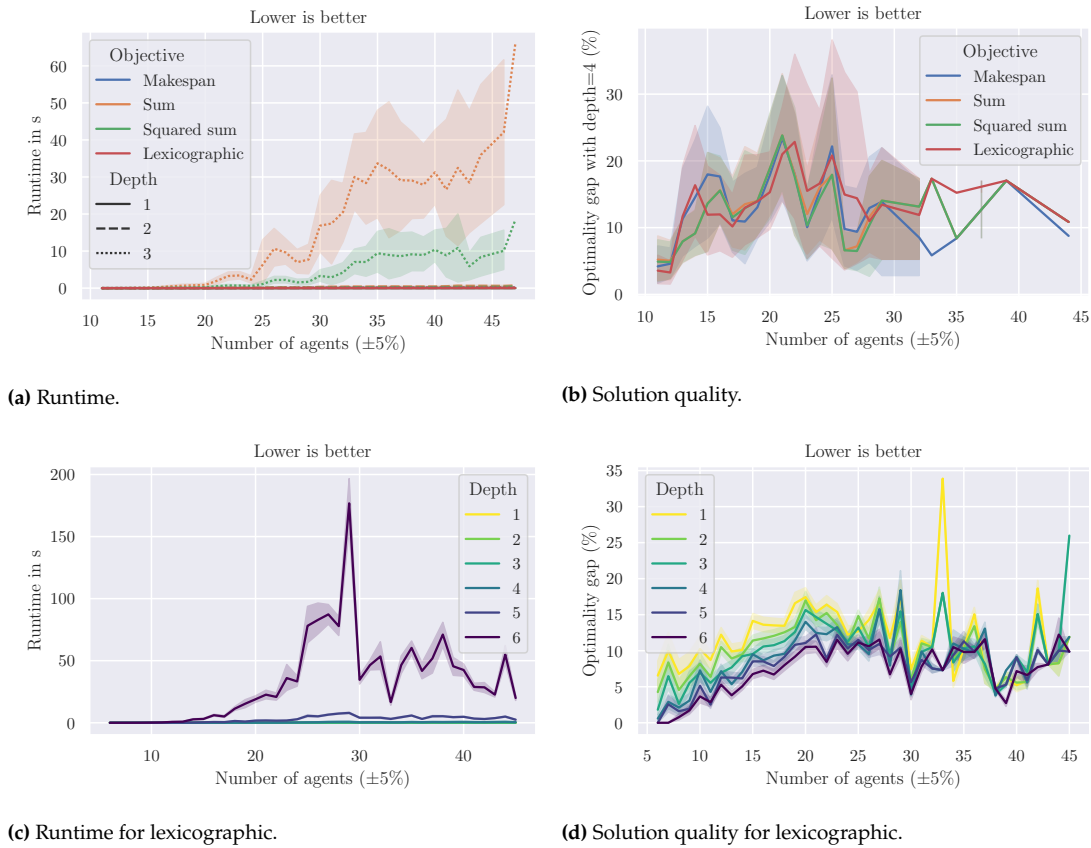 Lower is better
Runtime in s
60
50
40
30
20
10
0
Objective
Makespan
Sum
Squared sum
Lexicographic
Depth
1
2
3
10 15 20 25 30 35 40 45
Number of agents (±5%)
(a) Runtime.
Lower is better
Optimality gap with depth=4 (%)
30
20
10
0
Objective
Makespan
Sum
Squared sum
Lexicographic
10 15 20 25 30 35 40 45
Number of agents (±5%)
(b) Solution quality.
Lower is better
Runtime in s
200
150
100
50
0
Depth
1
2
3
4
5
6
10 20 30 40
Number of agents (±5%)
(c) Runtime for lexicographic.
Lower is better
Optimality gap (%)
35
30
25
20
15
10
5
0
Depth
1
2
3
4
5
6
5 10 15 20 25 30 35 40 45
Number of agents (±5%)
(d) Solution quality for lexicographic.